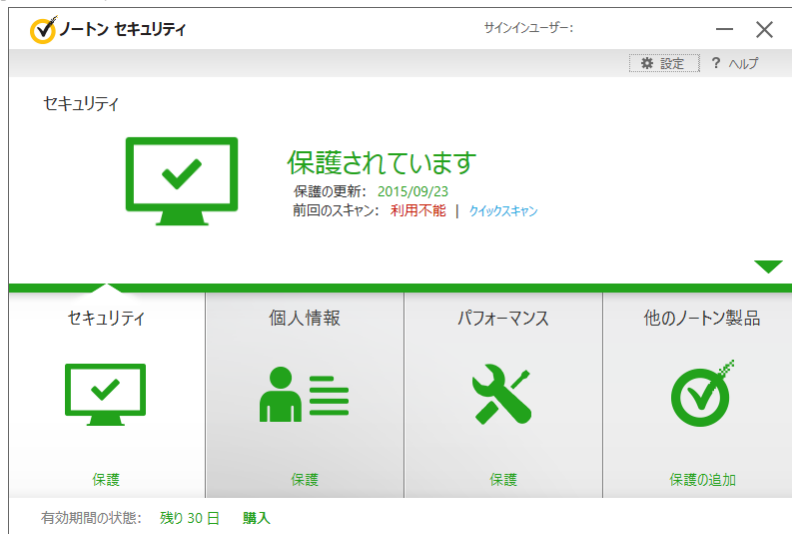 ノートン セキュリティ サインインユーザー:
設定 ? ヘルプ
セキュリティ
保護されています
保護の更新: 2015/09/23
前回のスキャン: 利用不能 | クイックスキャン
セキュリティ 個人情報 パフォーマンス 他のノートン製品
保護 保護 保護 保護の追加
有効期間の状態: 残り 30 日 購入